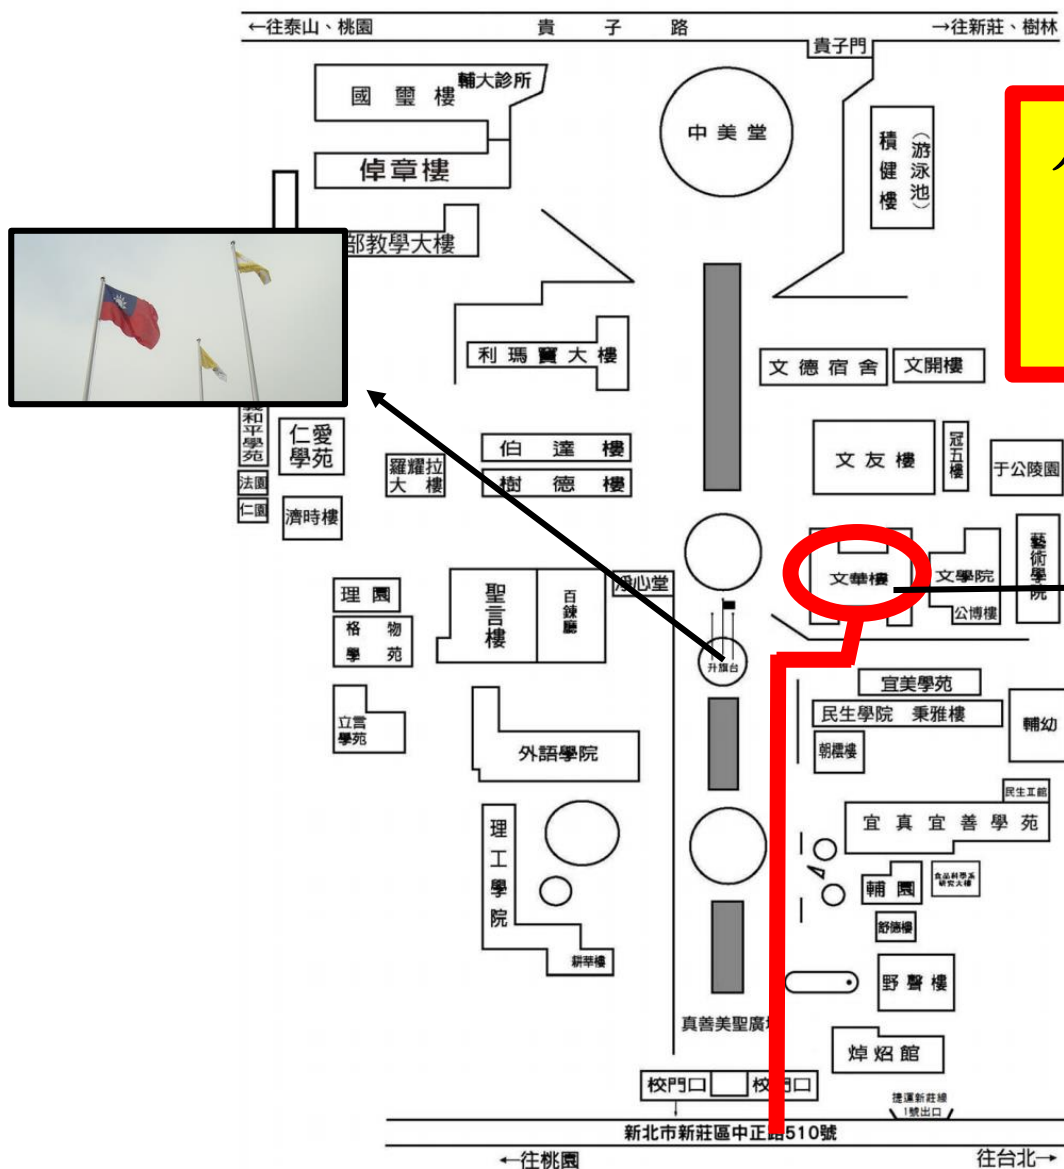 ←往泰山、桃園
貴子路
→往新莊、樹林
貴子門
國璽樓
輔大診所
中美堂
積健樓
（游泳池）
倬章樓
部教學大樓
利瑪竇大樓
文德宿舍
文開樓
和平學苑
仁愛
學苑
法園
仁園
濟時樓
羅耀拉
大樓
伯達樓
樹德樓
文友樓
冠五樓
于公陵園
文華樓
文學院
公博樓
藝術學院
理園
格物
學苑
聖言樓
百鍊廳
淨心堂
升旗台
立言
學苑
外語學院
宜美學苑
民生學院 秉雅樓
朝橒樓
輔幼
民生工館
宜真宜善學苑
理工學院
耕莘樓
輔園
食品科學系
研究大樓
舒德樓
野聲樓
真善美聖廣
焯炤館
校門口
校門口
捷運新莊線
1號出口
新北市新莊區中正路510號
←往桃園
往台北→